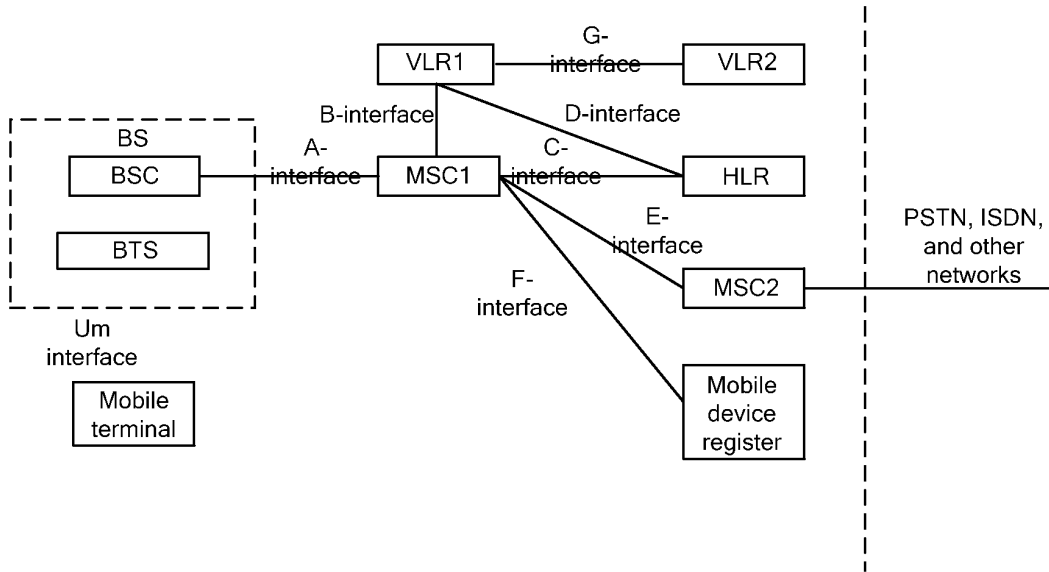 G-
interface
VLR1
VLR2
B-interface
D-interface
BS
BSC
A-
interface
MSC1
C-
interface
HLR
BTS
E-
interface
PSTN, ISDN,
and other
networks
MSC2
F-
interface
Um
interface
Mobile
terminal
Mobile
device
register